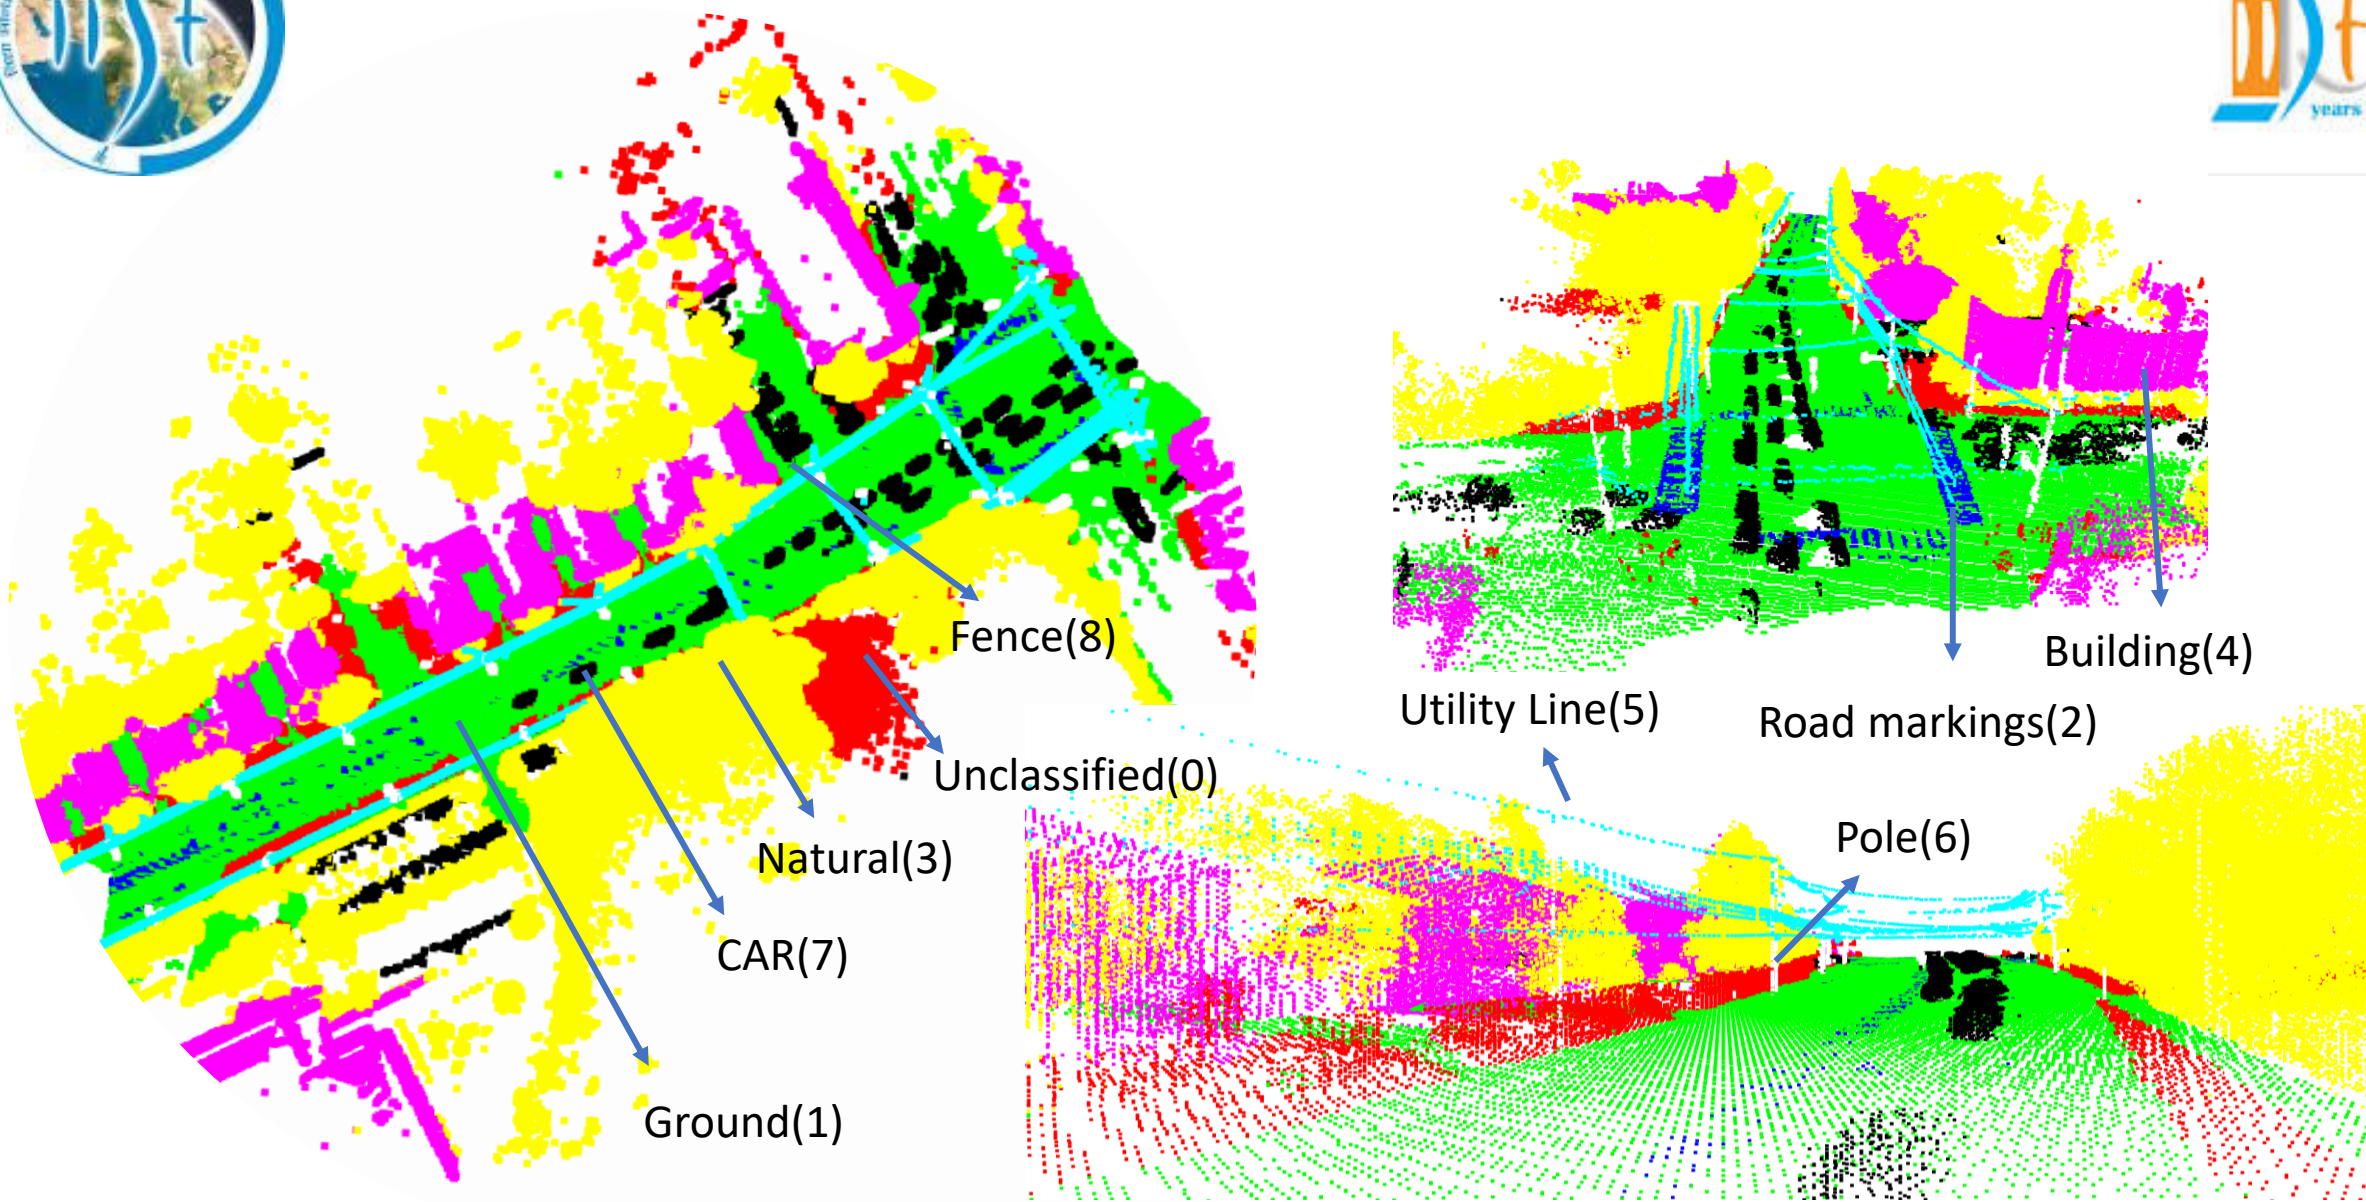 years
Fence(8)
Building(4)
Utility Line(5)
Road markings(2)
Unclassified(0)
Pole(6)
Natural(3)
CAR(7)
Ground(1)